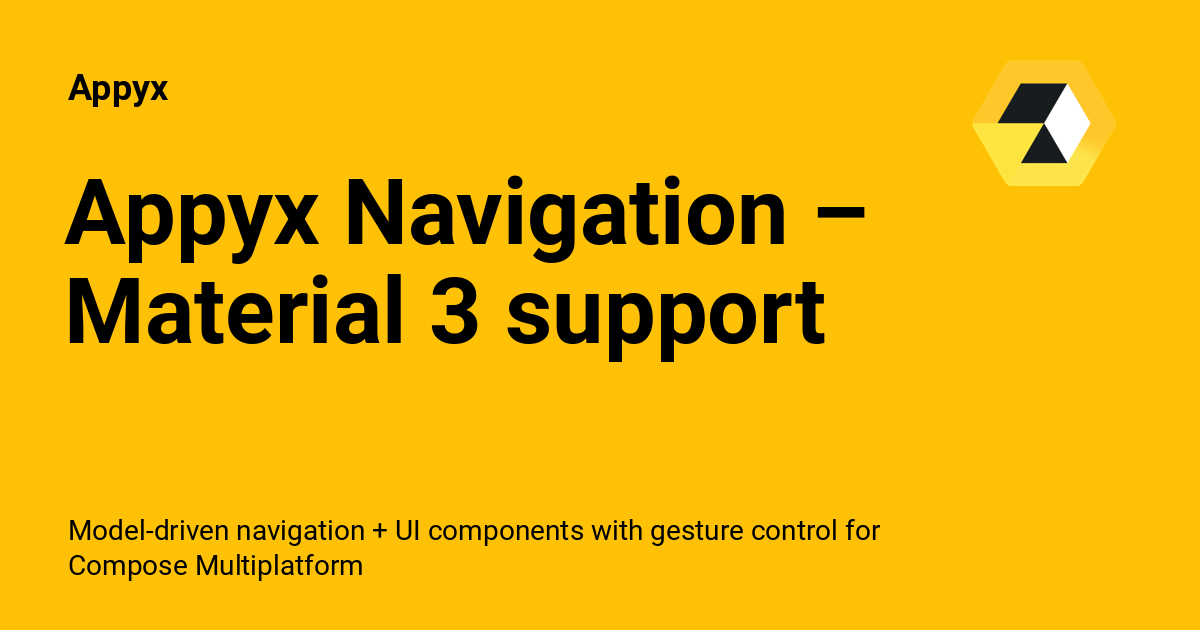 Appyx
Appyx Navigation –
Material 3 support
Model-driven navigation + UI components with gesture control for
Compose Multiplatform